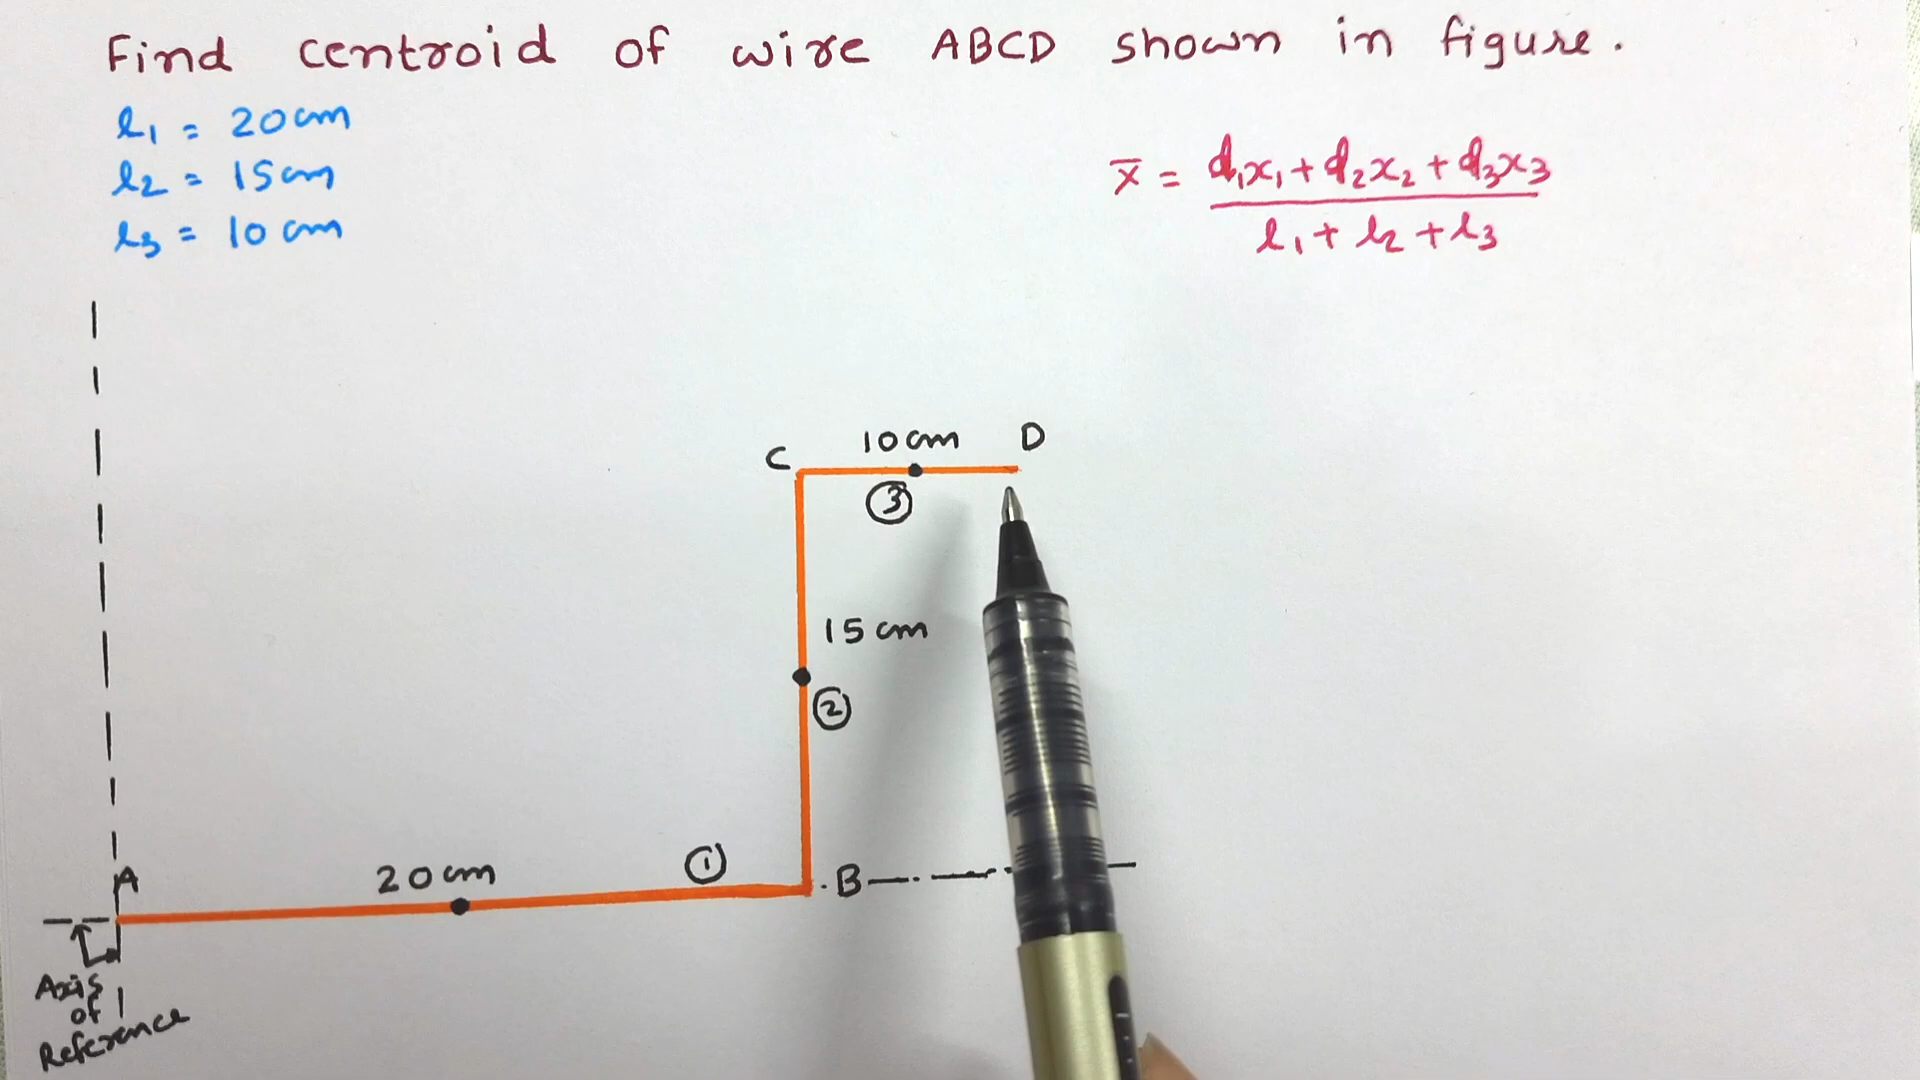 Find centroid of wire ABCD shown in figure.
l1 = 20cm
l2 = 15cm
l3 = 10 cm
x̄ = l1x1 + l2x2 + l3x3
l1 + l2 + l3
C 10cm D
3
15 cm
2
A 20cm 1 B
Axis
of
Reference